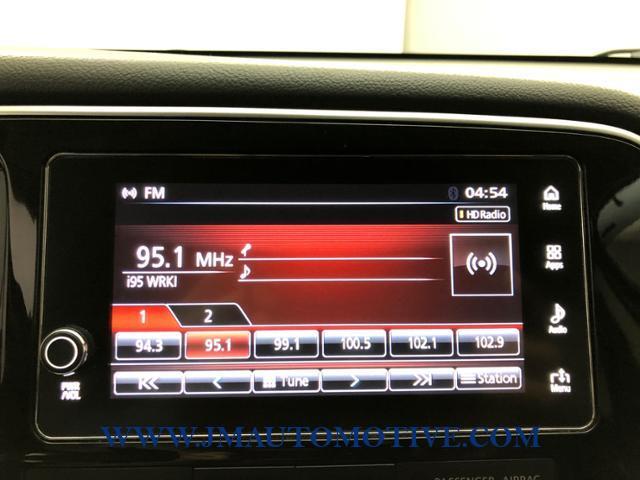 FM
04:54
HD Radio
95.1 MHz
i95 WRKI
1 2
94.3 95.1 99.1 100.5 102.1 102.9
Tune
Station
Home
Apps
Audio
Menu
PWR
/VOL
WWW.JMAUTOMOTIVE.COM
PASSENGER AIRBAG